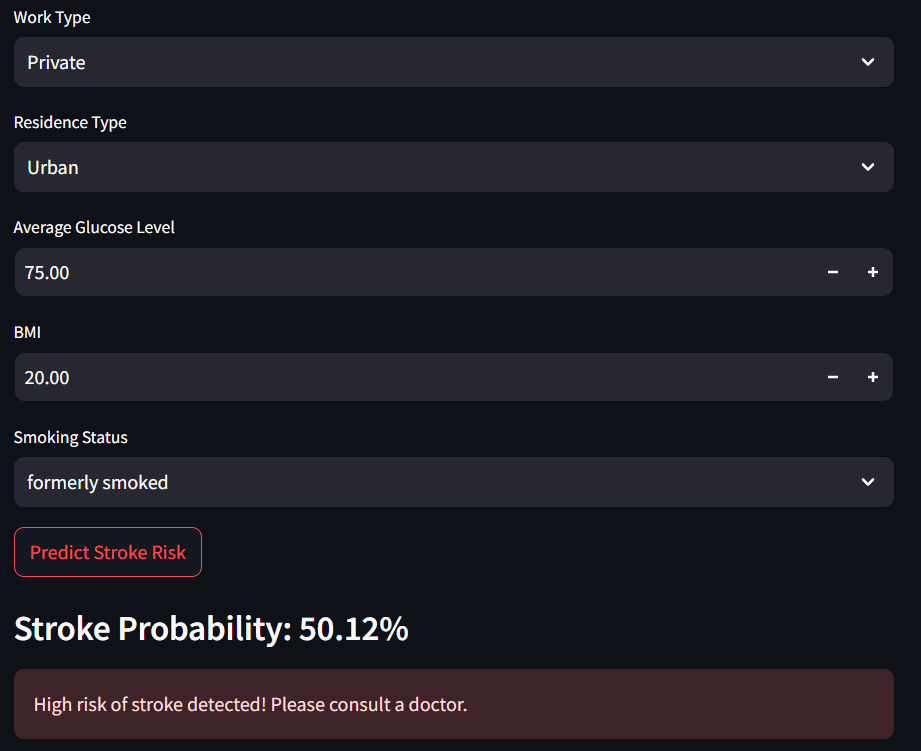 Work Type
Private
Residence Type
Urban
Average Glucose Level
75.00
BMI
20.00
Smoking Status
formerly smoked
Predict Stroke Risk
Stroke Probability: 50.12%
High risk of stroke detected! Please consult a doctor.